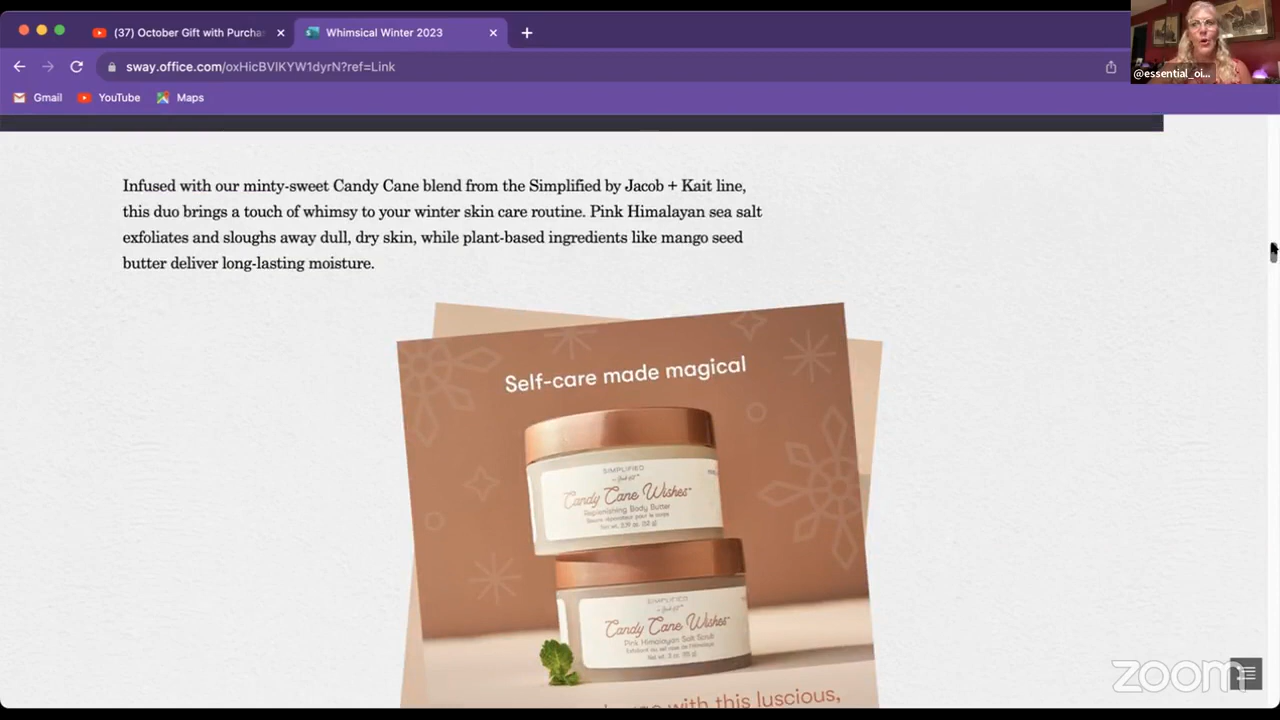 (37) October Gift with Purcha
Whimsical Winter 2023
sway.office.com/oxHicBVIKYW1dyrN?ref=Link
Gmail
YouTube
Maps
@essential_oi...
Infused with our minty-sweet Candy Cane blend from the Simplified by Jacob + Kait line,
this duo brings a touch of whimsy to your winter skin care routine. Pink Himalayan sea salt
exfoliates and sloughs away dull, dry skin, while plant-based ingredients like mango seed
butter deliver long-lasting moisture.
Self-care made magical
SIMPLIFIED
Candy Cane Wishes™
Replenishing Body Butter
SIMPLIFIED
Candy Cane Wishes™
Pink Himalayan Salt Scrub
with this luscious,
zoom